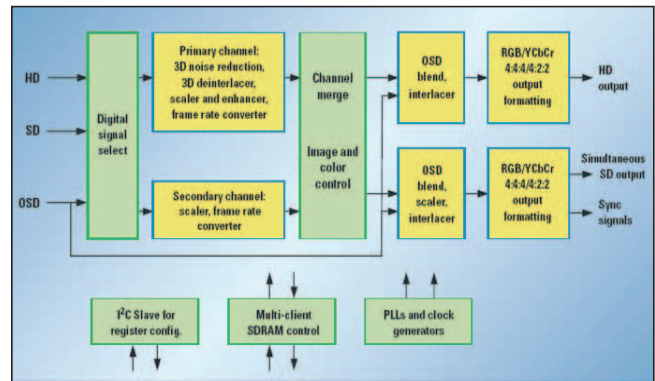 HD
SD
OSD
Digital
signal
select
Primary channel:
3D noise reduction,
3D deinterlacer,
scaler and enhancer,
frame rate converter
Secondary channel:
scaler, frame rate
converter
Channel
merge
Image and
color control
OSD
blend,
interlacer
RGB/YCbCr
4:4:4/4:2:2
output
formatting
HD
output
OSD
blend,
scaler,
interlacer
RGB/YCbCr
4:4:4/4:2:2
output
formatting
Simultaneous
SD output
Sync
signals
I²C Slave for
register config.
Multi-client
SDRAM control
PLLs and clock
generators